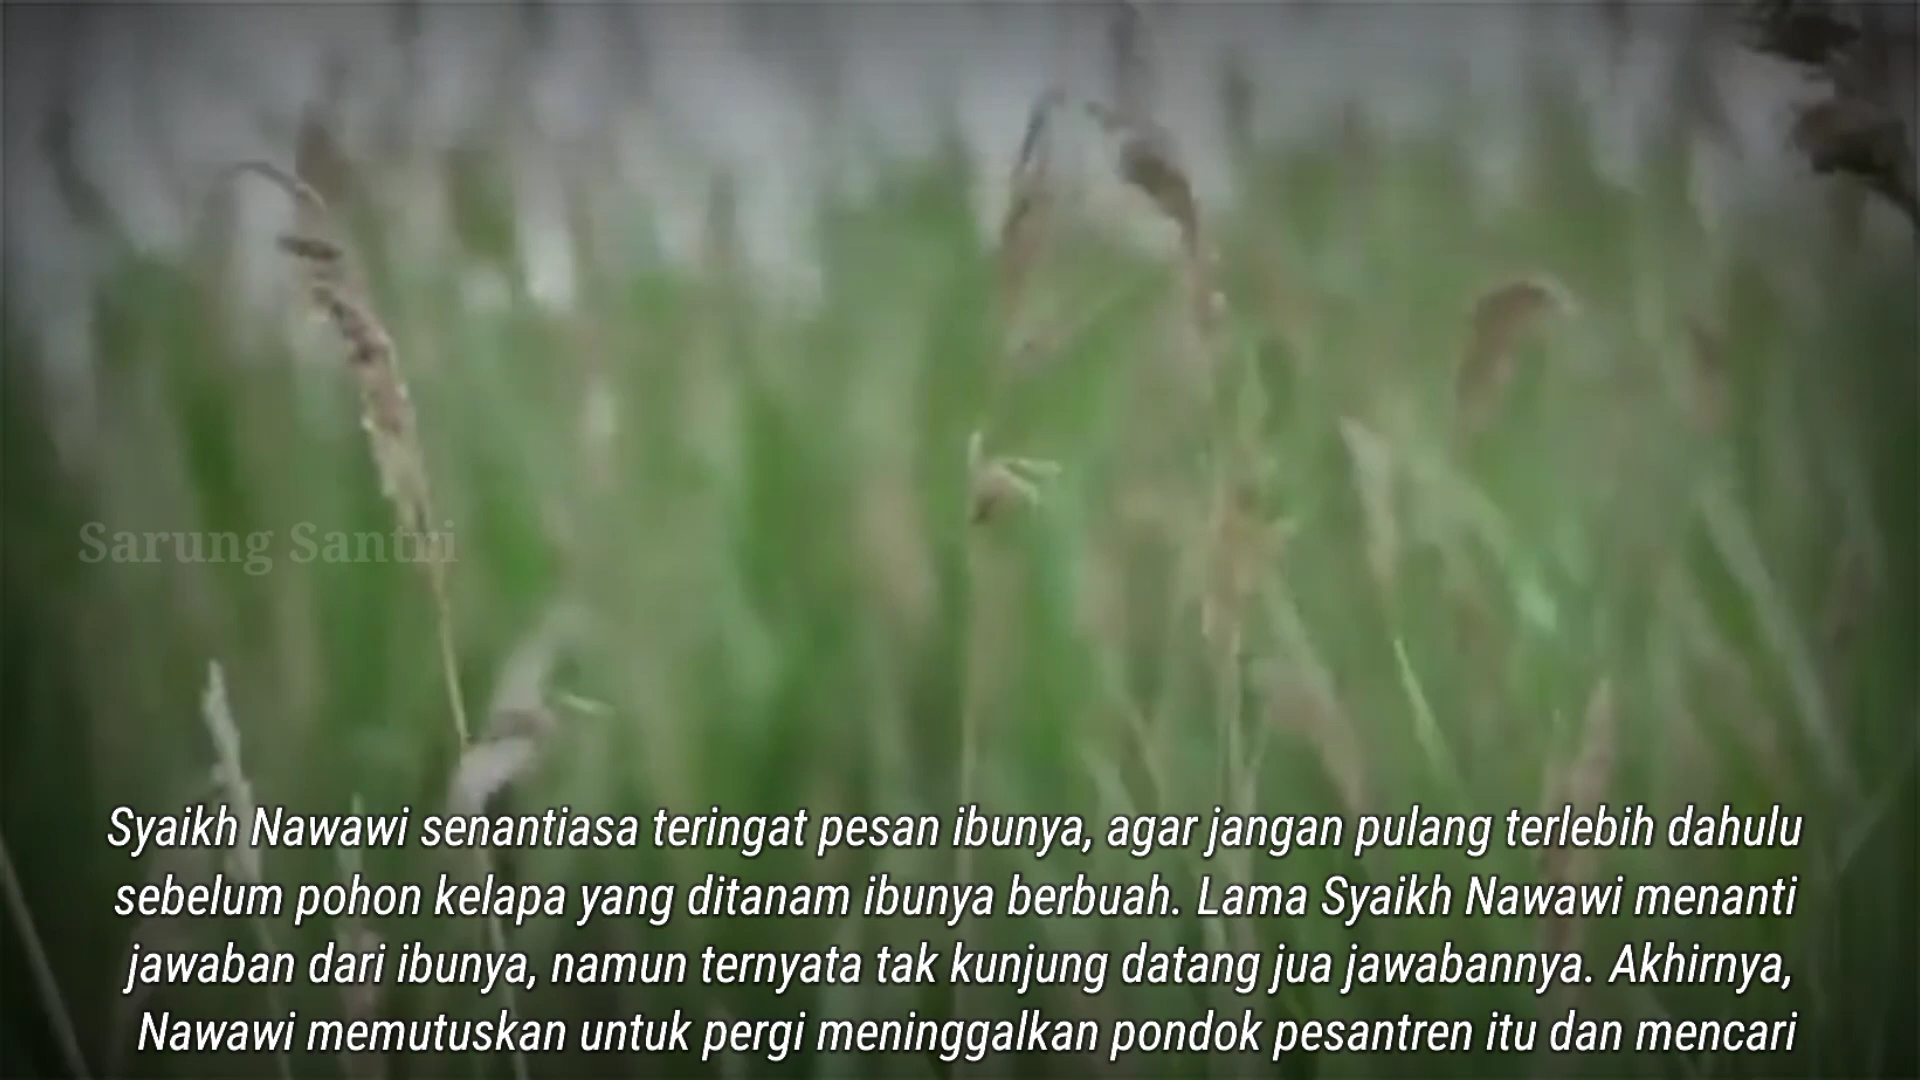 Sarung Santri
Syaikh Nawawi senantiasa teringat pesan ibunya, agar jangan pulang terlebih dahulu
sebelum pohon kelapa yang ditanam ibunya berbuah. Lama Syaikh Nawawi menanti
jawaban dari ibunya, namun ternyata tak kunjung datang jua jawabannya. Akhirnya,
Nawawi memutuskan untuk pergi meninggalkan pondok pesantren itu dan mencari